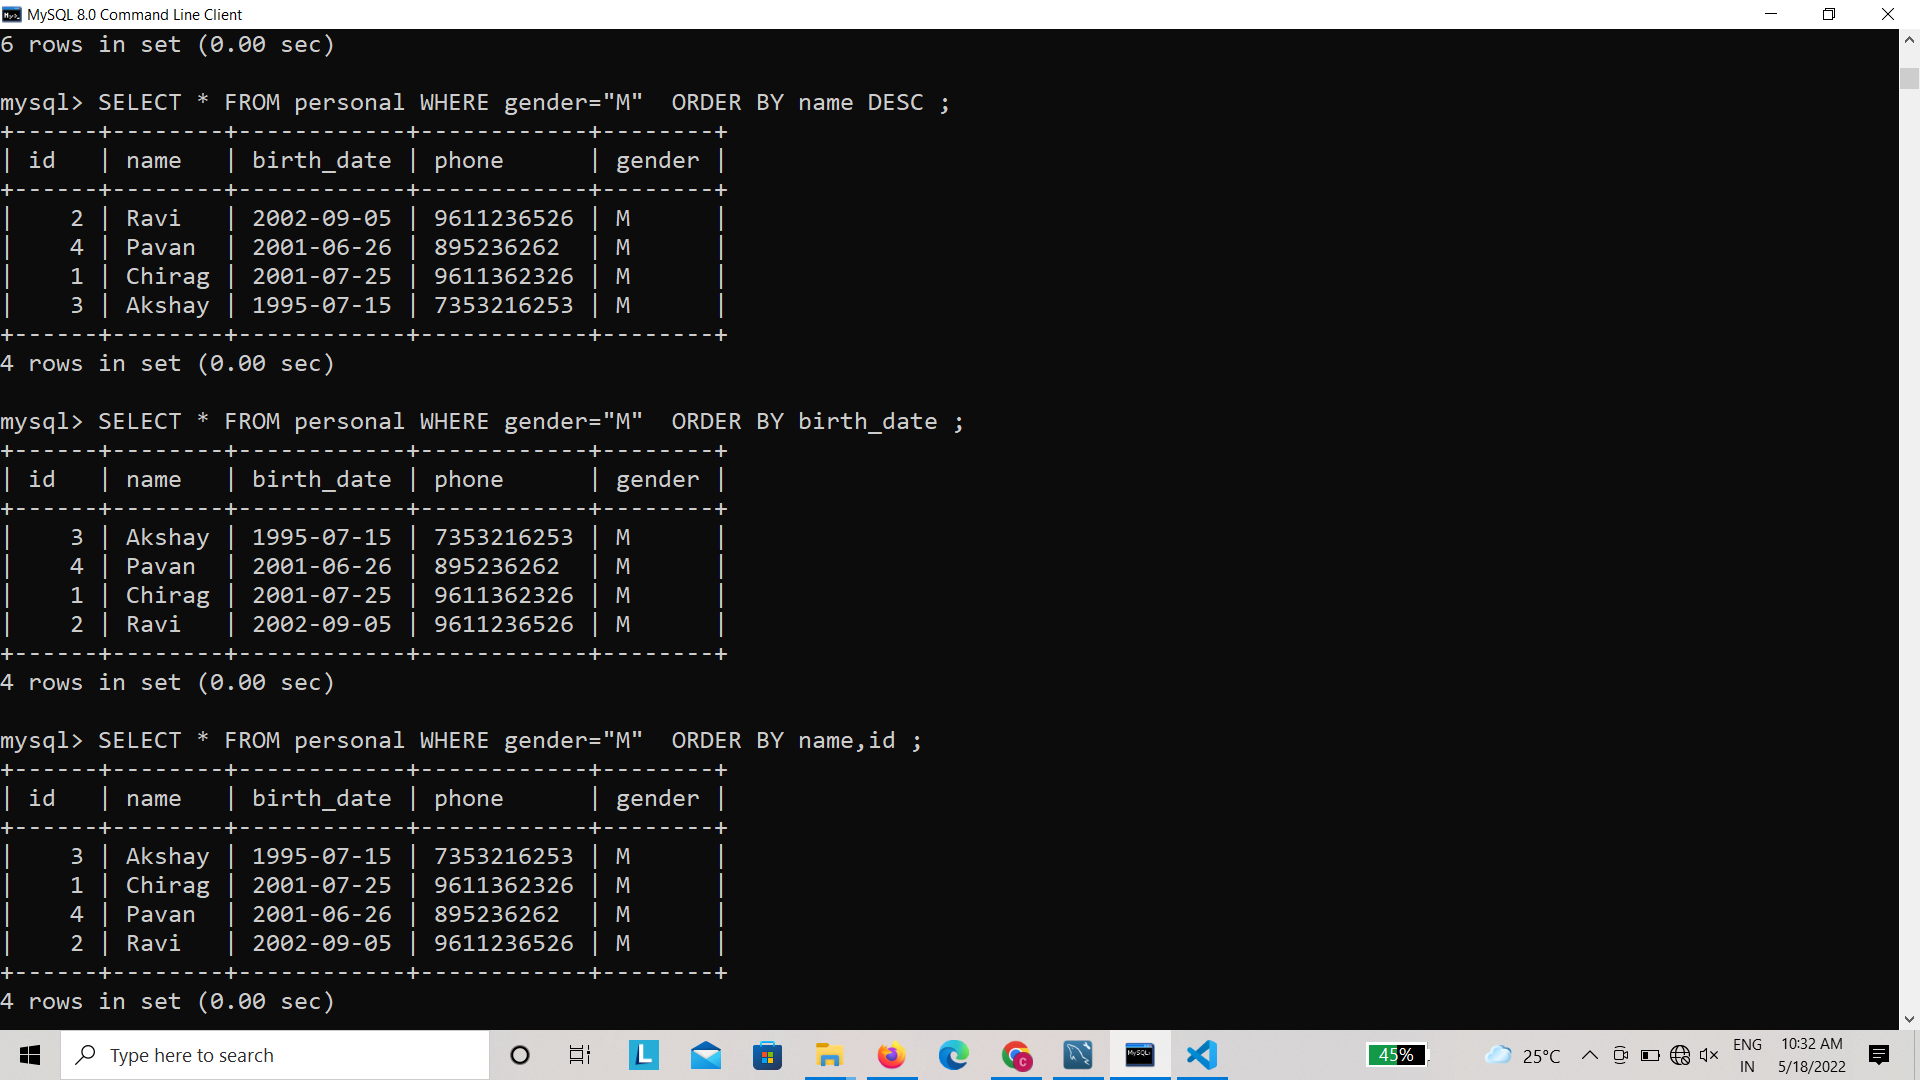 MySQL 8.0 Command Line Client
6 rows in set (0.00 sec)

mysql> SELECT * FROM personal WHERE gender="M"  ORDER BY name DESC ;
+------+--------+------------+------------+--------+
| id   | name   | birth_date | phone      | gender |
+------+--------+------------+------------+--------+
|    2 | Ravi   | 2002-09-05 | 9611236526 | M      |
|    4 | Pavan  | 2001-06-26 | 895236262  | M      |
|    1 | Chirag | 2001-07-25 | 9611362326 | M      |
|    3 | Akshay | 1995-07-15 | 7353216253 | M      |
+------+--------+------------+------------+--------+
4 rows in set (0.00 sec)

mysql> SELECT * FROM personal WHERE gender="M"  ORDER BY birth_date ;
+------+--------+------------+------------+--------+
| id   | name   | birth_date | phone      | gender |
+------+--------+------------+------------+--------+
|    3 | Akshay | 1995-07-15 | 7353216253 | M      |
|    4 | Pavan  | 2001-06-26 | 895236262  | M      |
|    1 | Chirag | 2001-07-25 | 9611362326 | M      |
|    2 | Ravi   | 2002-09-05 | 9611236526 | M      |
+------+--------+------------+------------+--------+
4 rows in set (0.00 sec)

mysql> SELECT * FROM personal WHERE gender="M"  ORDER BY name,id ;
+------+--------+------------+------------+--------+
| id   | name   | birth_date | phone      | gender |
+------+--------+------------+------------+--------+
|    3 | Akshay | 1995-07-15 | 7353216253 | M      |
|    1 | Chirag | 2001-07-25 | 9611362326 | M      |
|    4 | Pavan  | 2001-06-26 | 895236262  | M      |
|    2 | Ravi   | 2002-09-05 | 9611236526 | M      |
+------+--------+------------+------------+--------+
4 rows in set (0.00 sec)
Type here to search
L
C
MySQL
45%
25°C
ENG
IN
10:32 AM
5/18/2022